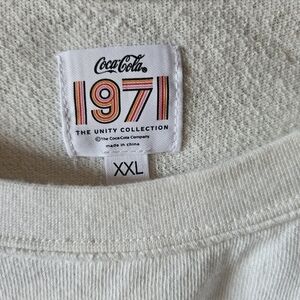 Coca-Cola
1971
THE UNITY COLLECTION
©The Coca-Cola Company
made in china
XXL